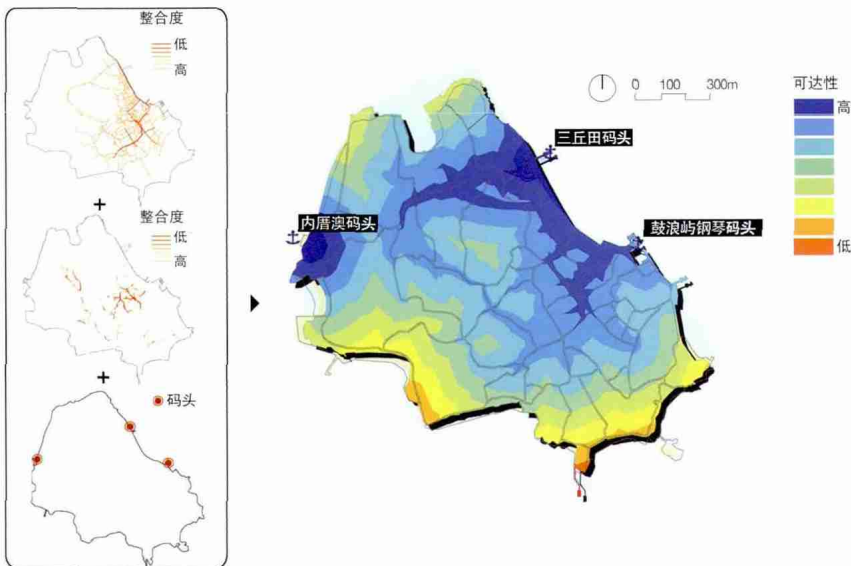 整合度
低
高
+
整合度
低
高
+
码头
0 100 300m
可达性
高
低
三丘田码头
内厝澳码头
鼓浪屿钢琴码头